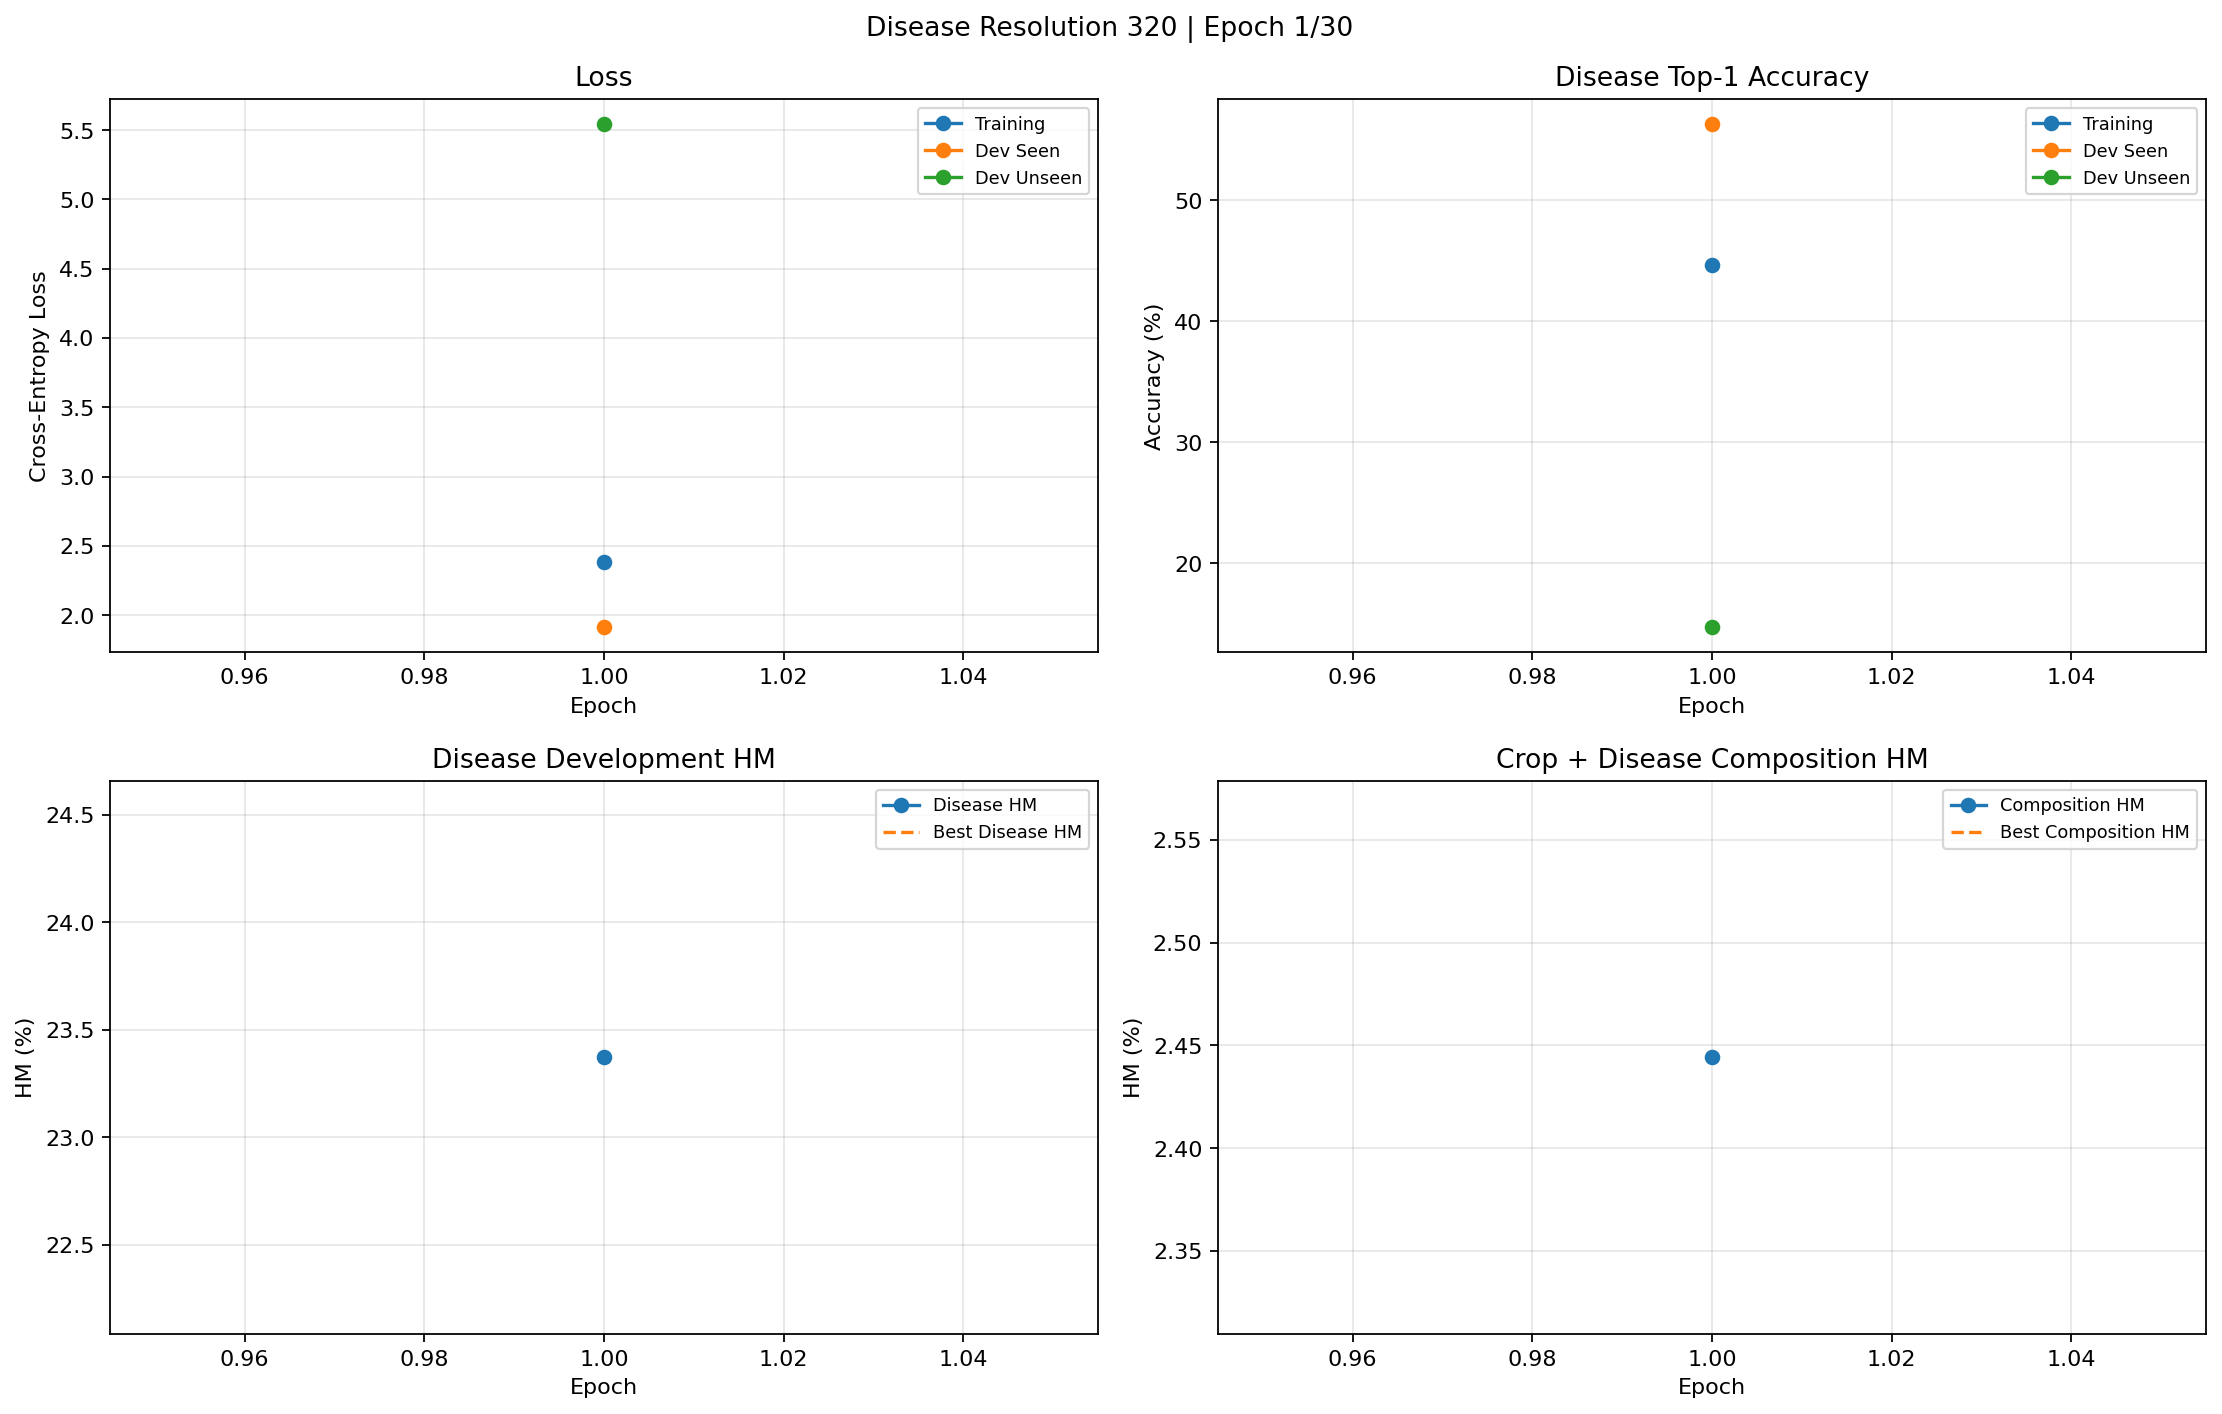 Disease Resolution 320 | Epoch 1/30
Loss
Cross-Entropy Loss
5.5
5.0
4.5
4.0
3.5
3.0
2.5
2.0
Training
Dev Seen
Dev Unseen
0.96 0.98 1.00 1.02 1.04
Epoch
Disease Top-1 Accuracy
Accuracy (%)
50
40
30
20
Training
Dev Seen
Dev Unseen
0.96 0.98 1.00 1.02 1.04
Epoch
Disease Development HM
HM (%)
24.5
24.0
23.5
23.0
22.5
Disease HM
Best Disease HM
0.96 0.98 1.00 1.02 1.04
Epoch
Crop + Disease Composition HM
HM (%)
2.55
2.50
2.45
2.40
2.35
Composition HM
Best Composition HM
0.96 0.98 1.00 1.02 1.04
Epoch